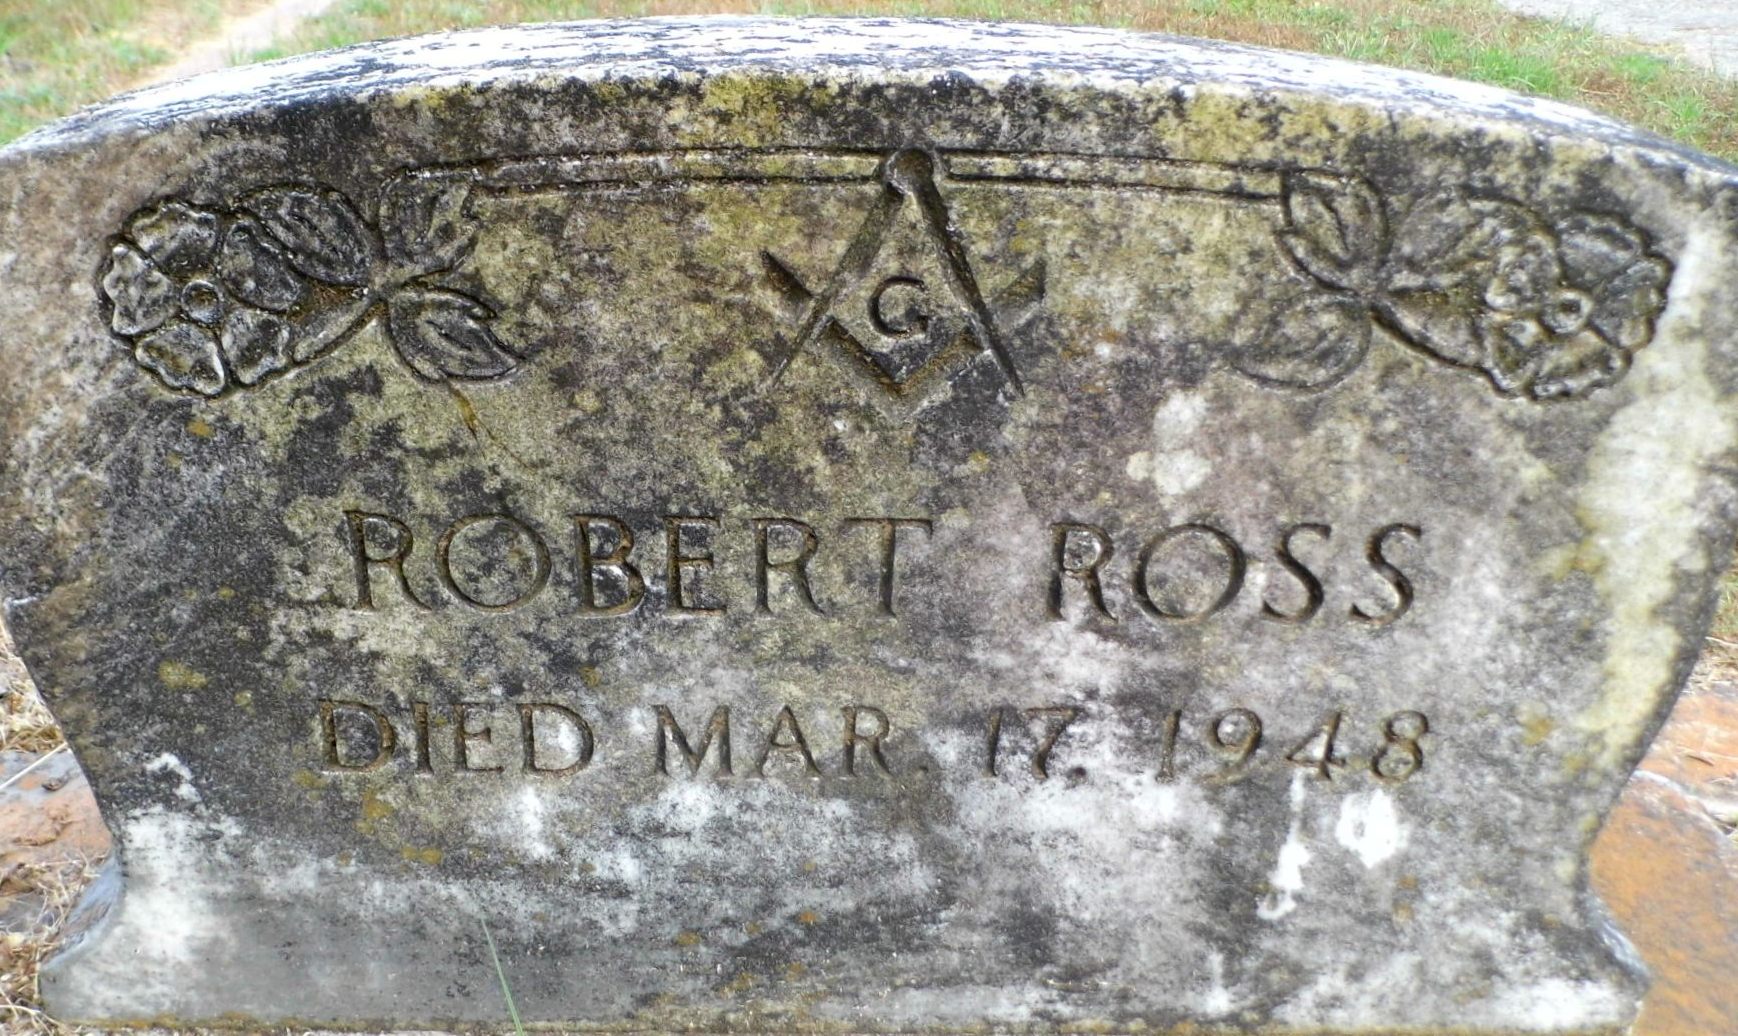 G
ROBERT ROSS
DIED MAR. 17. 1948